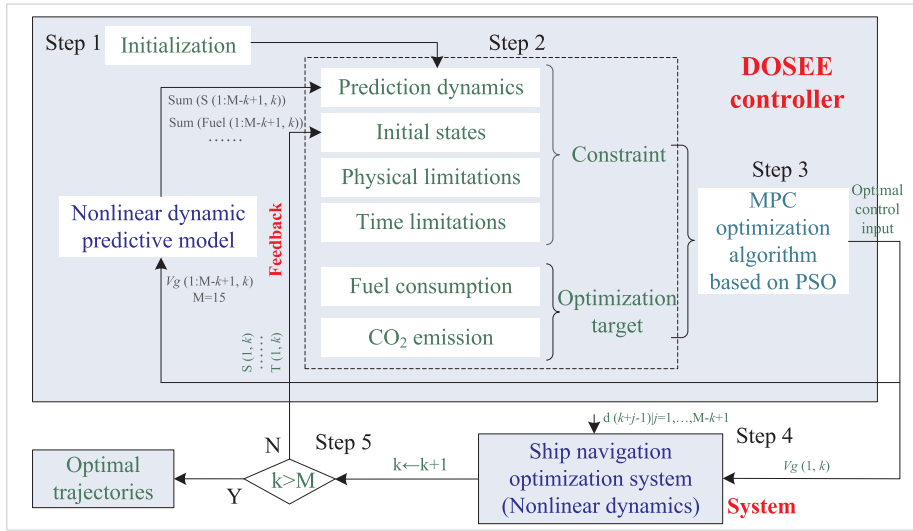 Step 1
Initialization
Step 2
DOSEE
controller
Prediction dynamics
Sum (S (1:M-k+1, k))
Sum (Fuel (1:M-k+1, k))
······
Initial states
Constraint
Physical limitations
Time limitations
Step 3
MPC
optimization
algorithm
based on PSO
Optimal
control
input
Nonlinear dynamic
predictive model
Feedback
Vg (1:M-k+1, k)
M=15
Fuel consumption
Optimization
target
CO₂ emission
S (1, k)
······
T (1, k)
d (k+j-1)|j=1,…,M-k+1
N
Step 5
Step 4
Optimal
trajectories
Y
k>M
k←k+1
Ship navigation
optimization system
(Nonlinear dynamics)
Vg (1, k)
System